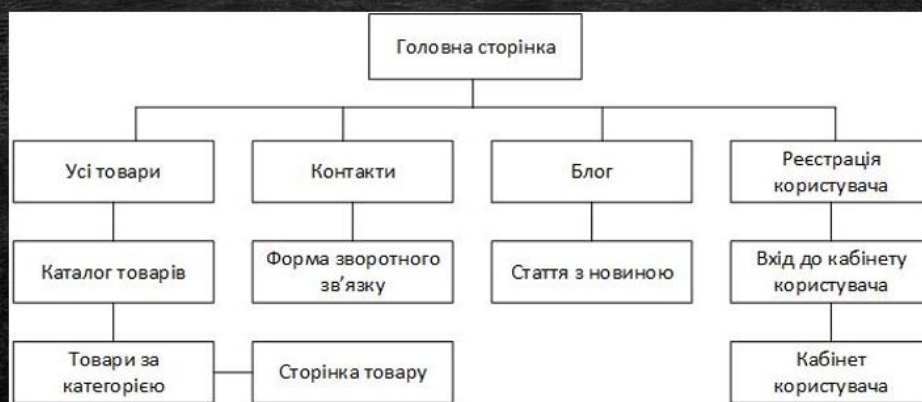 Головна сторінка
Усі товари
Контакти
Блог
Реєстрація
користувача
Каталог товарів
Форма зворотного
зв’язку
Стаття з новиною
Вхід до кабінету
користувача
Товари за
категорією
Сторінка товару
Кабінет
користувача